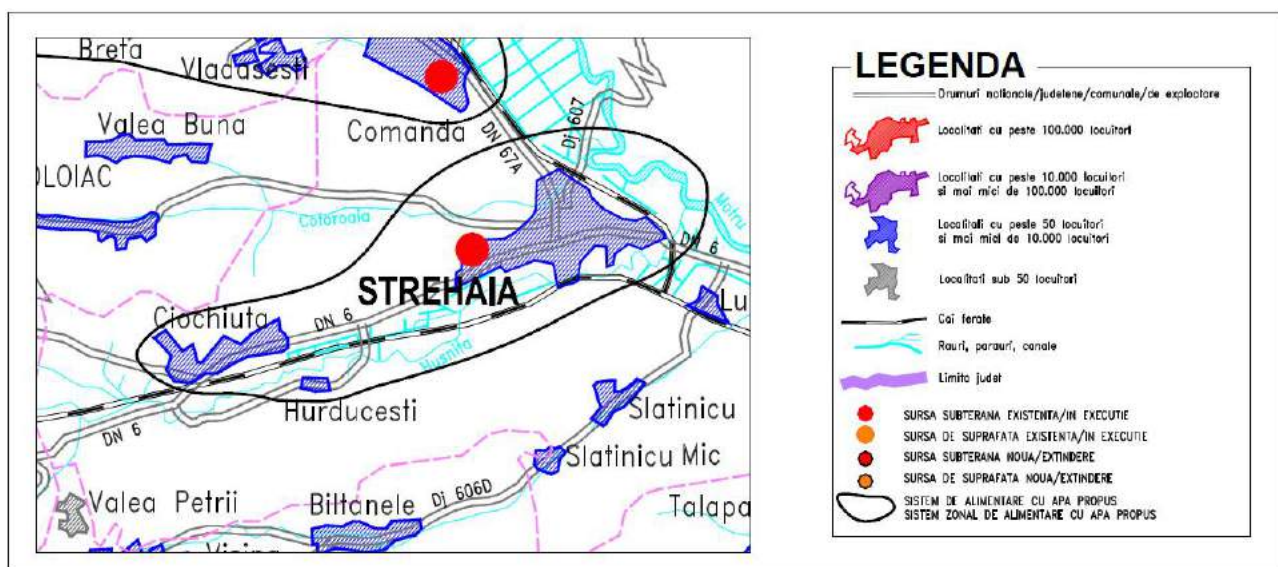 Breta
Vladasesti
Valea Buna
Comanda
DN 67A
Dj 607
OLOIAC
Cotoroaia
Motru
DN 6
STREHAIA
Lu
Ciochiuta
DN 6
Husnita
Hurducesti
DN 6
Slatinicu
Slatinicu Mic
Valea Petrii
Biltanele
Dj 606D
Talapa
LEGENDA
Drumuri nationale/judetene/comunale/de exploatare
Localitati cu peste 100.000 locuitori
Localitati cu peste 10.000 locuitori
si mai mici de 100.000 locuitori
Localitati cu peste 50 locuitori
si mai mici de 10.000 locuitori
Localitati sub 50 locuitori
Cai ferate
Rauri, parauri, canale
Limita judet
SURSA SUBTERANA EXISTENTA/IN EXECUTIE
SURSA DE SUPRAFATA EXISTENTA/IN EXECUTIE
SURSA SUBTERANA NOUA/EXTINDERE
SURSA DE SUPRAFATA NOUA/EXTINDERE
SISTEM DE ALIMENTARE CU APA PROPUS
SISTEM ZONAL DE ALIMENTARE CU APA PROPUS